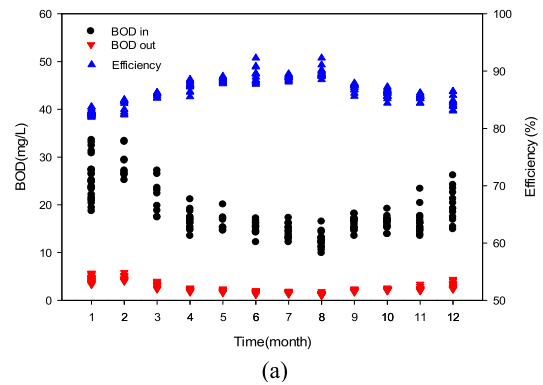 60
50
40
30
20
10
0
BOD(mg/L)
BOD in
BOD out
Efficiency
100
90
80
70
60
50
Efficiency (%)
1 2 3 4 5 6 7 8 9 10 11 12
Time(month)
(a)